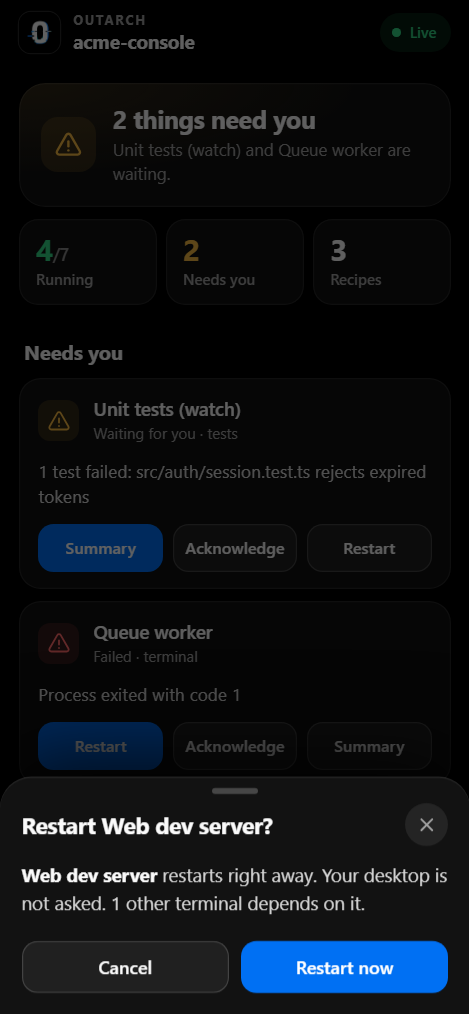 OUTARCH
acme-console
Live
2 things need you
Unit tests (watch) and Queue worker are
waiting.
4/7
Running
2
Needs you
3
Recipes
Needs you
Unit tests (watch)
Waiting for you · tests
1 test failed: src/auth/session.test.ts rejects expired
tokens
Summary
Acknowledge
Restart
Queue worker
Failed · terminal
Process exited with code 1
Restart
Acknowledge
Summary
Restart Web dev server?
Web dev server restarts right away. Your desktop is
not asked. 1 other terminal depends on it.
Cancel
Restart now